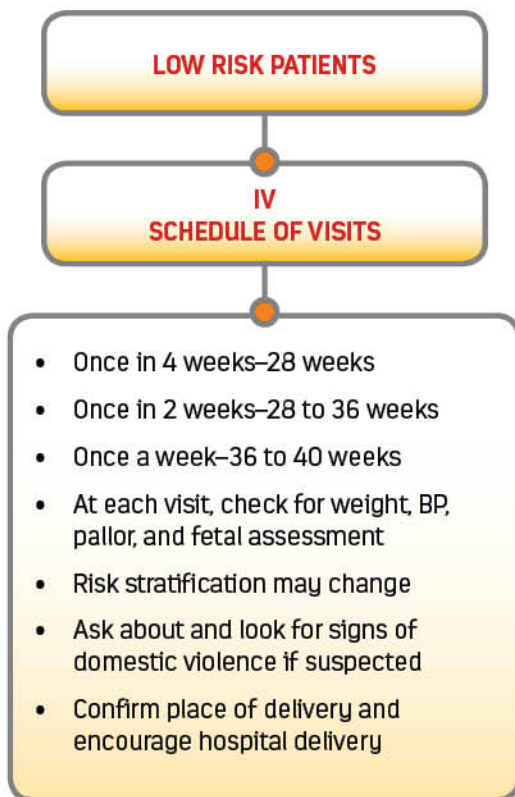 LOW RISK PATIENTS
IV
SCHEDULE OF VISITS
• Once in 4 weeks–28 weeks
• Once in 2 weeks–28 to 36 weeks
• Once a week–36 to 40 weeks
• At each visit, check for weight, BP,
pallor, and fetal assessment
• Risk stratification may change
• Ask about and look for signs of
domestic violence if suspected
• Confirm place of delivery and
encourage hospital delivery